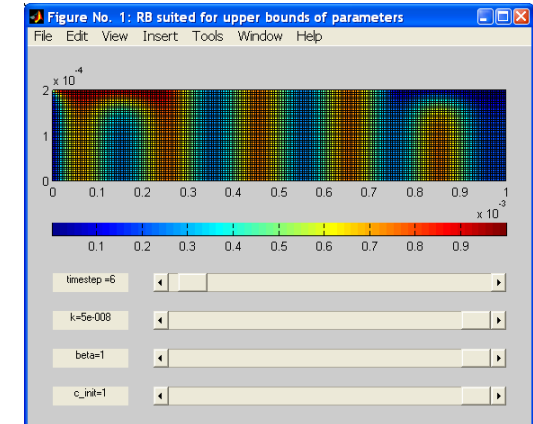 Figure No. 1: RB suited for upper bounds of parameters
File Edit View Insert Tools Window Help
x 10^-4
2
1
0
0 0.1 0.2 0.3 0.4 0.5 0.6 0.7 0.8 0.9 1
x 10^-3
0.1 0.2 0.3 0.4 0.5 0.6 0.7 0.8 0.9
timestep =6
k=5e-008
beta=1
c_init=1